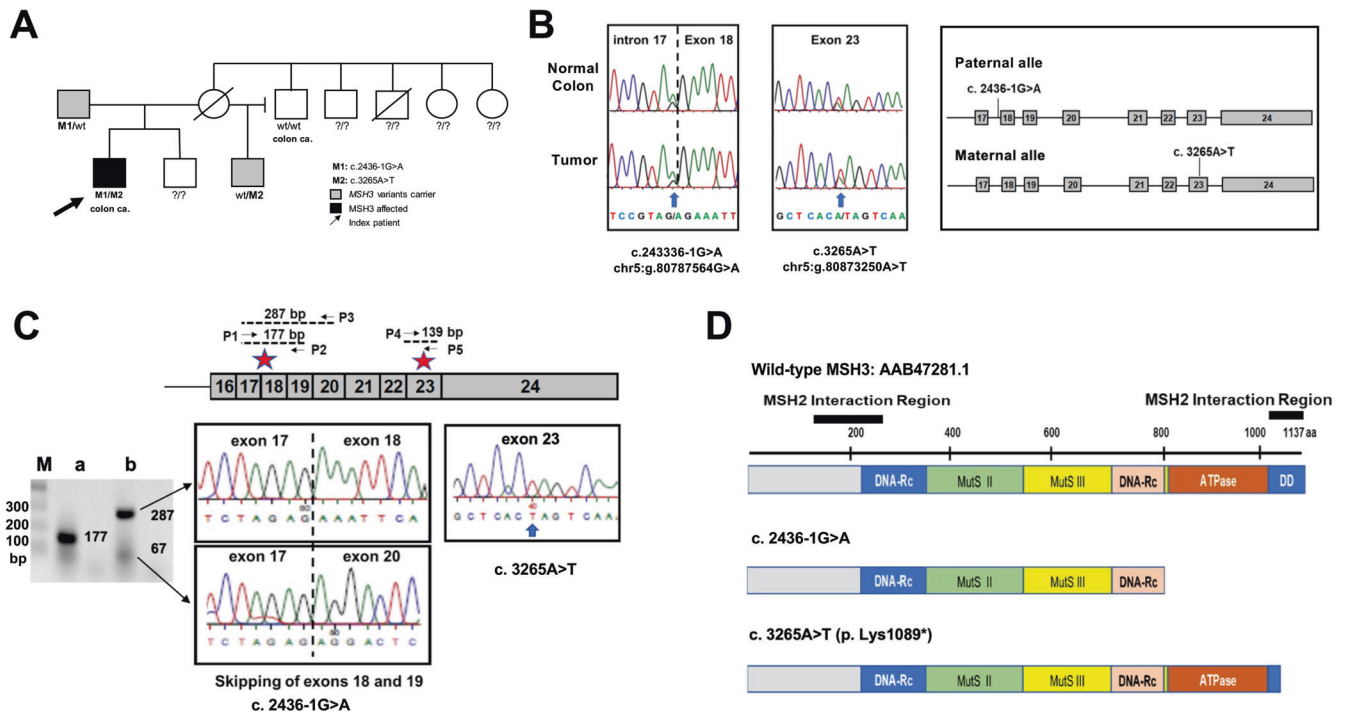 A
M1/wt
wt/wt
colon ca.
?/?
?/?
?/?
?/?
M1/M2
colon ca.
?/?
wt/M2
M1: c.2436-1G>A
M2: c.3265A>T
MSH3 variants carrier
MSH3 affected
Index patient
B
Normal
Colon
Tumor
intron 17
Exon 18
T C C G T A G/A G A A A T T
c.243336-1G>A
chr5:g.80787564G>A
Exon 23
G C T C A C A/T A G T C A A
c.3265A>T
chr5:g.80873250A>T
Paternal alle
c. 2436-1G>A
17 18 19 20 21 22 23 24
Maternal alle
c. 3265A>T
17 18 19 20 21 22 23 24
C
287 bp
P3
P1
177 bp
P2
P4
139 bp
P5
16 17 18 19 20 21 22 23 24
M a b
300
200
100
bp
177
287
67
exon 17
exon 18
T C T A G A G A A A T T C A
exon 17
exon 20
T C T A G A G A G G A C T C
Skipping of exons 18 and 19
c. 2436-1G>A
exon 23
G C T C A C T A G T C A A
c. 3265A>T
D
Wild-type MSH3: AAB47281.1
MSH2 Interaction Region
MSH2 Interaction Region
200 400 600 800 1000 1137 aa
DNA-Rc MutS II MutS III DNA-Rc ATPase DD
c. 2436-1G>A
DNA-Rc MutS II MutS III DNA-Rc
c. 3265A>T (p. Lys1089*)
DNA-Rc MutS II MutS III DNA-Rc ATPase